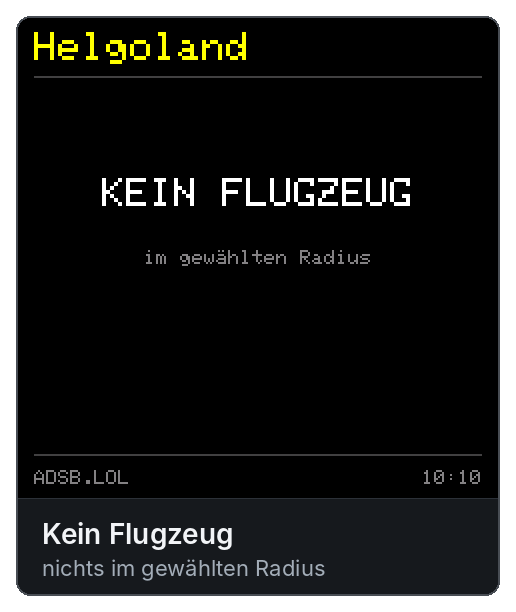 Helgoland
KEIN FLUGZEUG
im gewählten Radius
ADSB.LOL 10:10
Kein Flugzeug
nichts im gewählten Radius